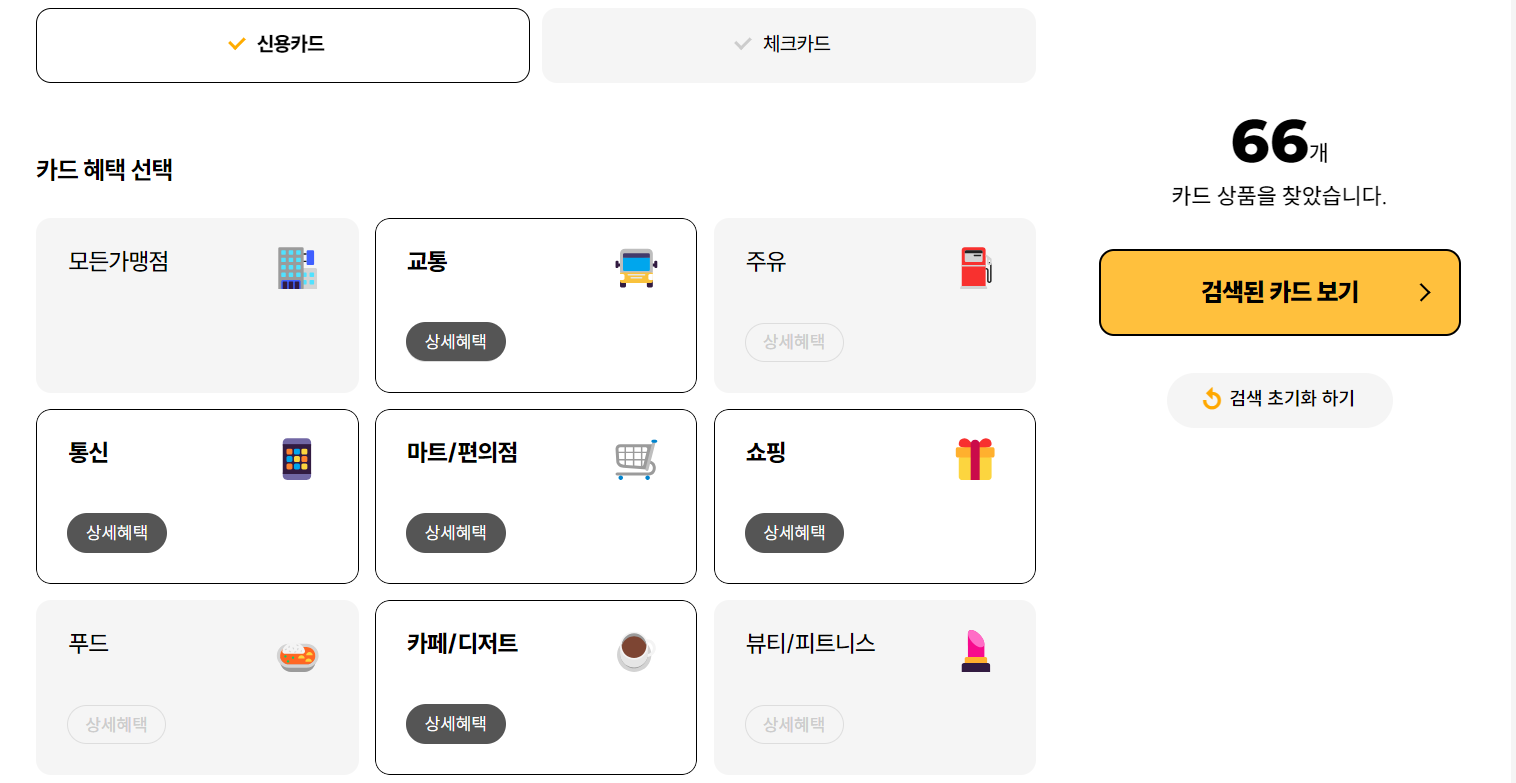 신용카드
체크카드
카드 혜택 선택
모든가맹점
교통
상세혜택
주유
상세혜택
통신
상세혜택
마트/편의점
상세혜택
쇼핑
상세혜택
푸드
상세혜택
카페/디저트
상세혜택
뷰티/피트니스
상세혜택
66개
카드 상품을 찾았습니다.
검색된 카드 보기
검색 초기화 하기